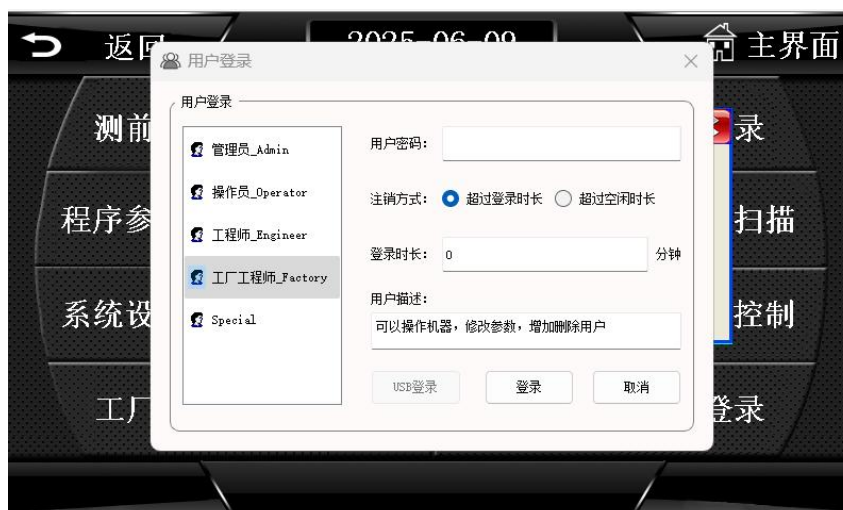 返回
2025-06-09
主界面
用户登录
用户登录
测前
录
管理员_Admin
用户密码:
操作员_Operator
注销方式: 超过登录时长 超过空闲时长
程序参
扫描
工程师_Engineer
登录时长: 0 分钟
工厂工程师_Factory
用户描述:
系统设
控制
Special
可以操作机器，修改参数，增加删除用户
USB登录 登录 取消
工厂
登录